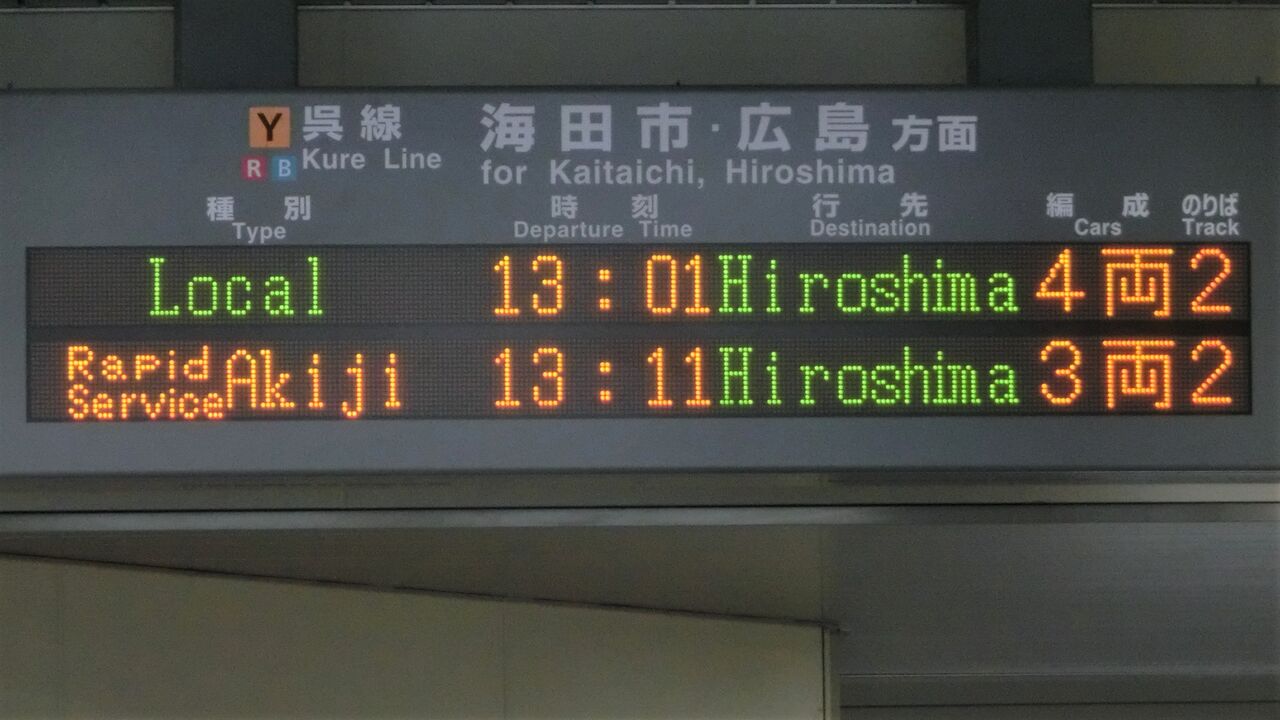 Y 呉線 海田市・広島方面
R B Kure Line for Kaitaichi, Hiroshima
種別 時刻 行先 編成 のりば
Type Departure Time Destination Cars Track
Local 13:01 Hiroshima 4両 2
Rapid Service Akiji 13:11 Hiroshima 3両 2